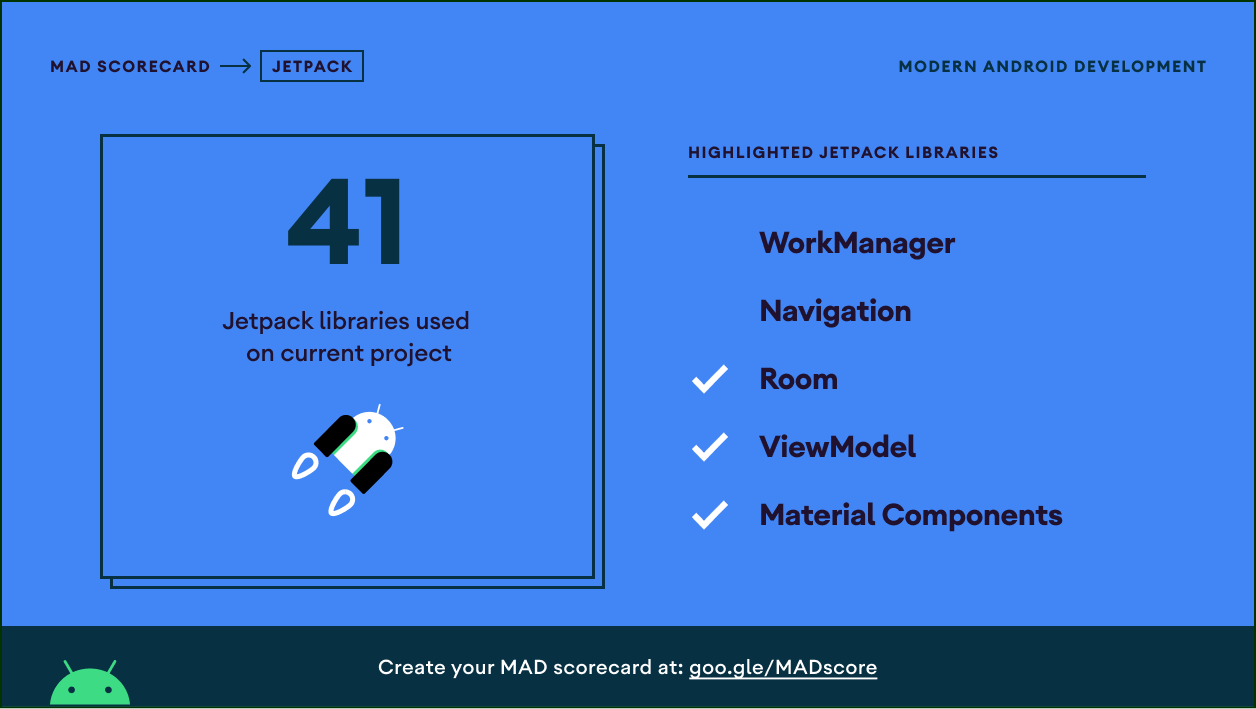 MAD SCORECARD → JETPACK
MODERN ANDROID DEVELOPMENT
41
Jetpack libraries used
on current project
HIGHLIGHTED JETPACK LIBRARIES
WorkManager
Navigation
Room
ViewModel
Material Components
Create your MAD scorecard at: goo.gle/MADscore